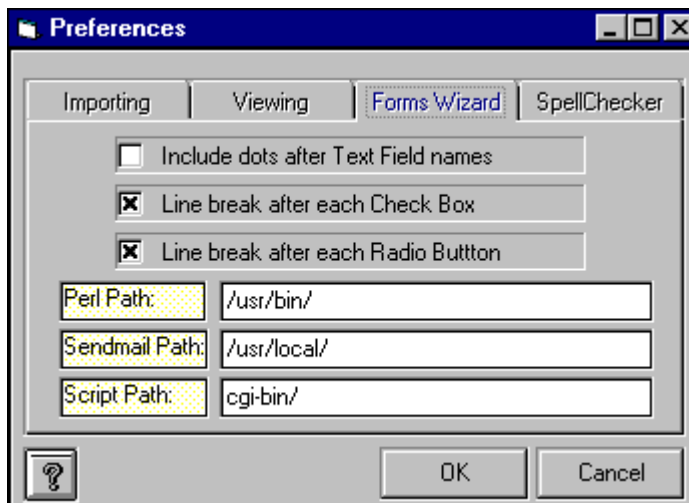 Preferences
Importing Viewing Forms Wizard SpellChecker
Include dots after Text Field names
Line break after each Check Box
Line break after each Radio Buttton
Perl Path: /usr/bin/
Sendmail Path: /usr/local/
Script Path: cgi-bin/
? OK Cancel